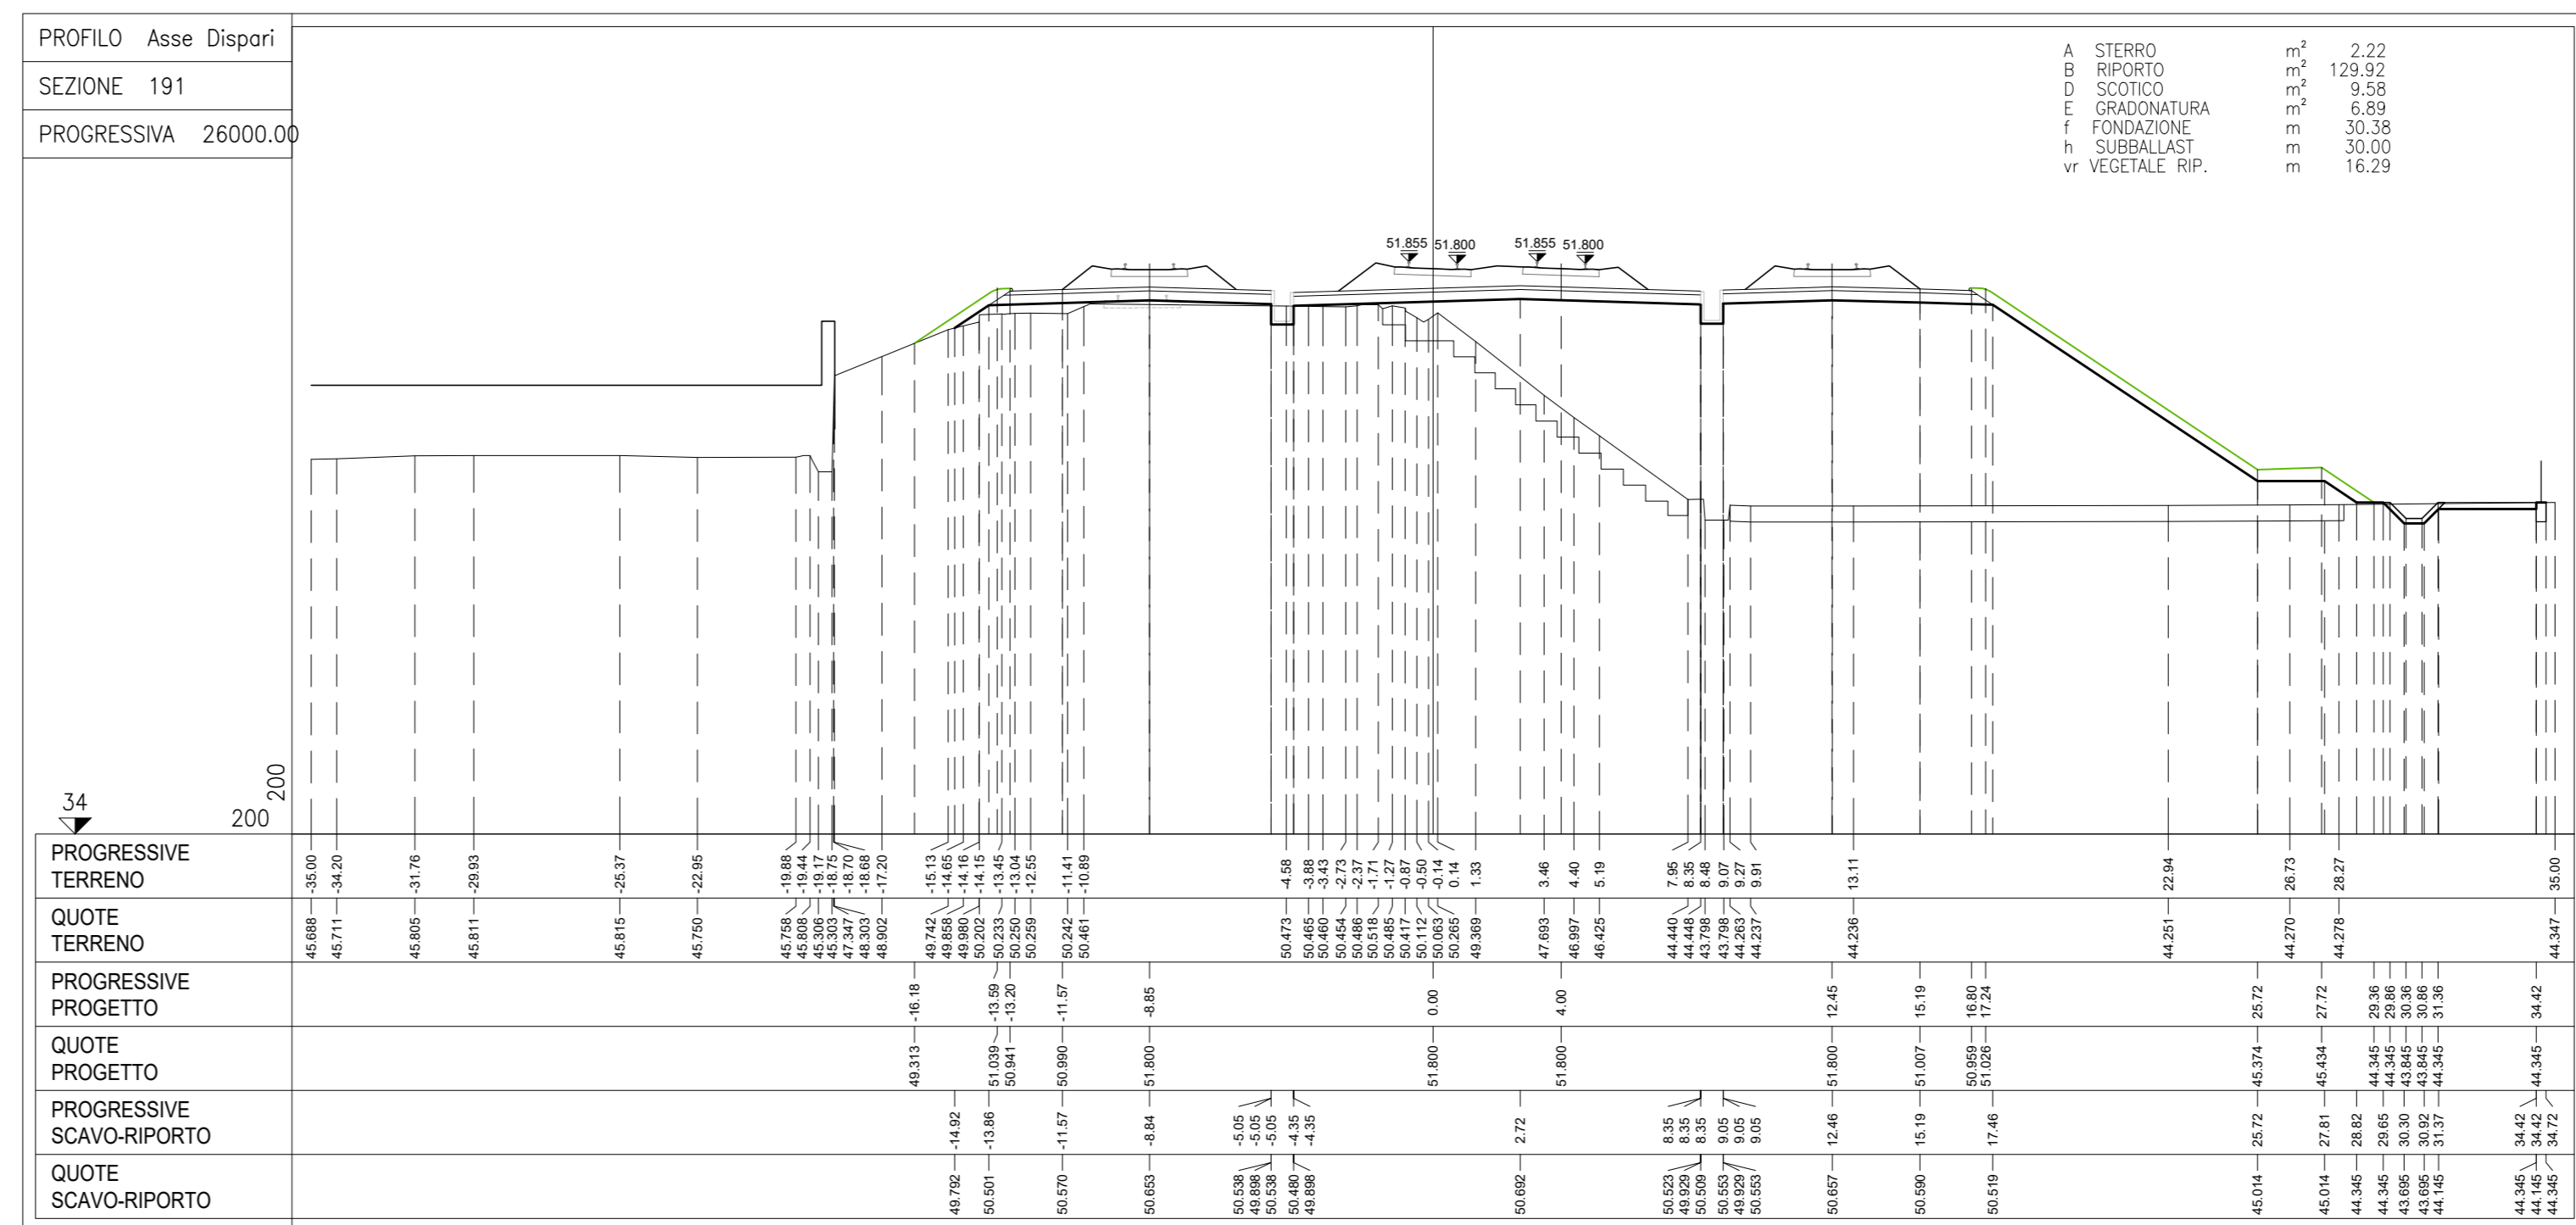 PROFILO Asse Dispari
SEZIONE 191
PROGRESSIVA 26000.00
A STERRO m² 2.22
B RIPORTO m² 129.92
D SCOTICO m² 9.58
E GRADONATURA m² 6.89
f FONDAZIONE m 30.38
h SUBBALLAST m 30.00
vr VEGETALE RIP. m 16.29
51.855 51.800 51.855 51.800
200
34 200
PROGRESSIVE
TERRENO
-35.00 -34.20 -31.76 -29.93 -25.37 -22.95 -19.88 -19.44 -19.17 -18.75 -18.70 -18.68 -17.20 -15.13 -14.65 -14.16 -14.15 -13.45 -13.04 -12.55 -11.41 -10.89 -4.58 -3.88 -3.43 -2.73 -2.37 -1.71 -1.27 -0.87 -0.50 -0.14 0.14 1.33 3.46 4.40 5.19 7.95 8.35 8.48 9.07 9.27 9.91 13.11 22.94 26.73 28.27 35.00
QUOTE
TERRENO
45.688 45.711 45.805 45.811 45.815 45.750 45.758 45.808 45.306 45.303 47.347 48.303 48.902 49.742 49.858 49.980 50.202 50.233 50.250 50.259 50.242 50.461 50.473 50.465 50.460 50.454 50.486 50.518 50.485 50.417 50.112 50.063 50.265 49.369 47.693 46.997 46.425 44.440 44.448 43.798 43.798 44.263 44.237 44.236 44.251 44.270 44.278 44.347
PROGRESSIVE
PROGETTO
-16.18 -13.59 -13.20 -11.57 -8.85 0.00 4.00 12.45 15.19 16.80 17.24 25.72 27.72 29.36 29.86 30.36 30.86 31.36 34.42
QUOTE
PROGETTO
49.313 51.039 50.941 50.990 51.800 51.800 51.800 51.800 51.007 50.959 51.026 45.374 45.434 44.345 44.345 43.845 43.845 44.345 44.345
PROGRESSIVE
SCAVO-RIPORTO
-14.92 -13.86 -11.57 -8.84 -5.05 -5.05 -5.05 -4.35 -4.35 2.72 8.35 8.35 8.35 9.05 9.05 9.05 12.46 15.19 17.46 25.72 27.81 28.82 29.65 30.30 30.92 31.37 34.42 34.42 34.72
QUOTE
SCAVO-RIPORTO
49.792 50.501 50.570 50.653 50.538 49.898 50.538 50.480 49.898 50.692 50.523 49.929 50.509 50.553 49.929 50.553 50.657 50.590 50.519 45.014 45.014 44.345 44.345 43.695 43.695 44.145 44.345 44.145 44.345